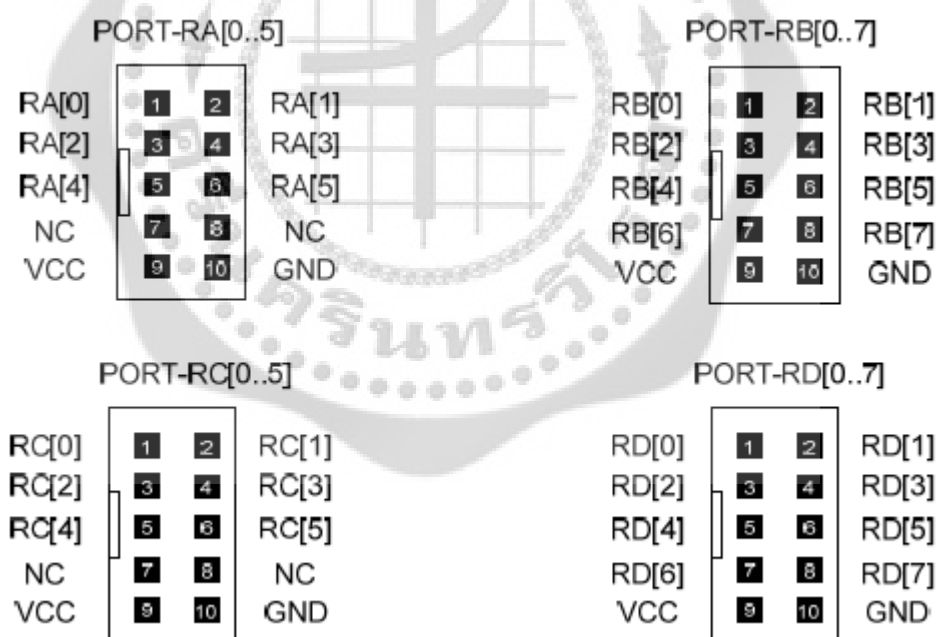 PORT-RA[0..5]
RA[0] 1 2 RA[1]
RA[2] 3 4 RA[3]
RA[4] 5 6 RA[5]
NC 7 8 NC
VCC 9 10 GND
PORT-RB[0..7]
RB[0] 1 2 RB[1]
RB[2] 3 4 RB[3]
RB[4] 5 6 RB[5]
RB[6] 7 8 RB[7]
VCC 9 10 GND
PORT-RC[0..5]
RC[0] 1 2 RC[1]
RC[2] 3 4 RC[3]
RC[4] 5 6 RC[5]
NC 7 8 NC
VCC 9 10 GND
PORT-RD[0..7]
RD[0] 1 2 RD[1]
RD[2] 3 4 RD[3]
RD[4] 5 6 RD[5]
RD[6] 7 8 RD[7]
VCC 9 10 GND